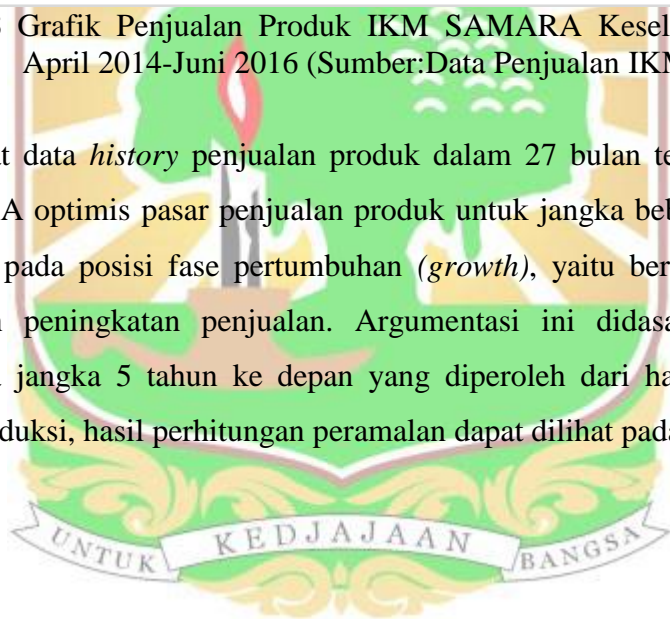 Grafik Penjualan Produk IKM SAMARA Kesel
April 2014-Juni 2016 (Sumber:Data Penjualan IKM
t data history penjualan produk dalam 27 bulan te
A optimis pasar penjualan produk untuk jangka beb
pada posisi fase pertumbuhan (growth), yaitu ber
peningkatan penjualan. Argumentasi ini didasa
jangka 5 tahun ke depan yang diperoleh dari ha
duksi, hasil perhitungan peramalan dapat dilihat pada
UNTUK KEDJAJAAN BANGSA